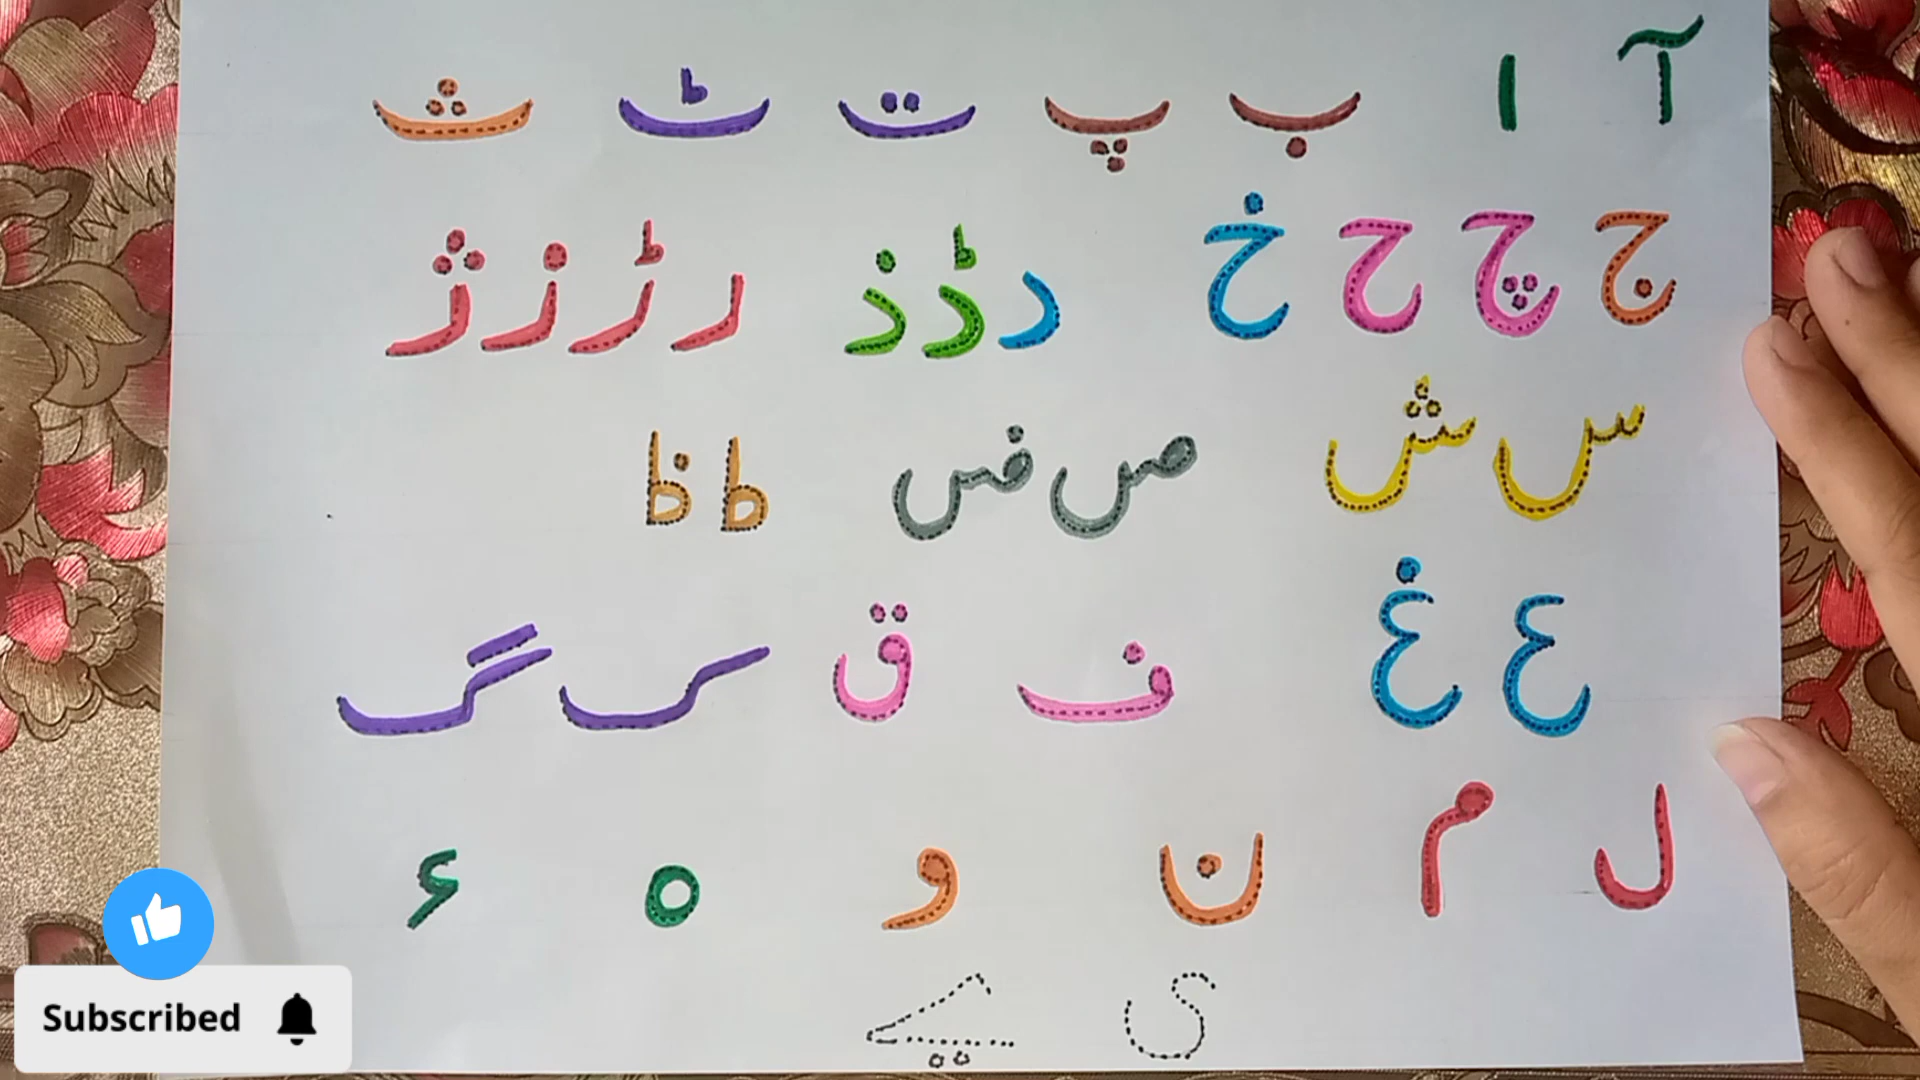 آ ا ب پ ت ٹ ث
ج چ ح خ د ڈ ذ ر ڑ ز ژ
س ش ص ض ط ظ
ع غ ف ق ک گ
ل م ن و ہ ء
ی ے
Subscribed